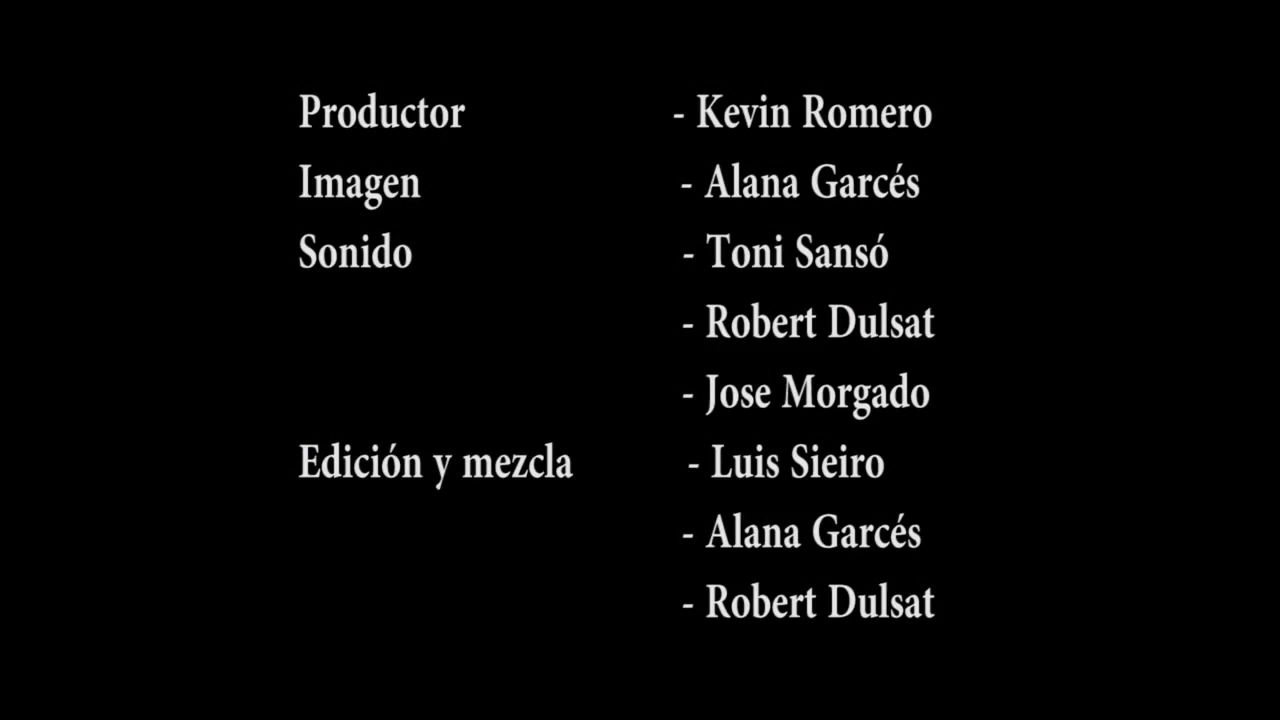 Productor - Kevin Romero
Imagen - Alana Garcés
Sonido - Toni Sansó
- Robert Dulsat
- Jose Morgado
Edición y mezcla - Luis Sieiro
- Alana Garcés
- Robert Dulsat